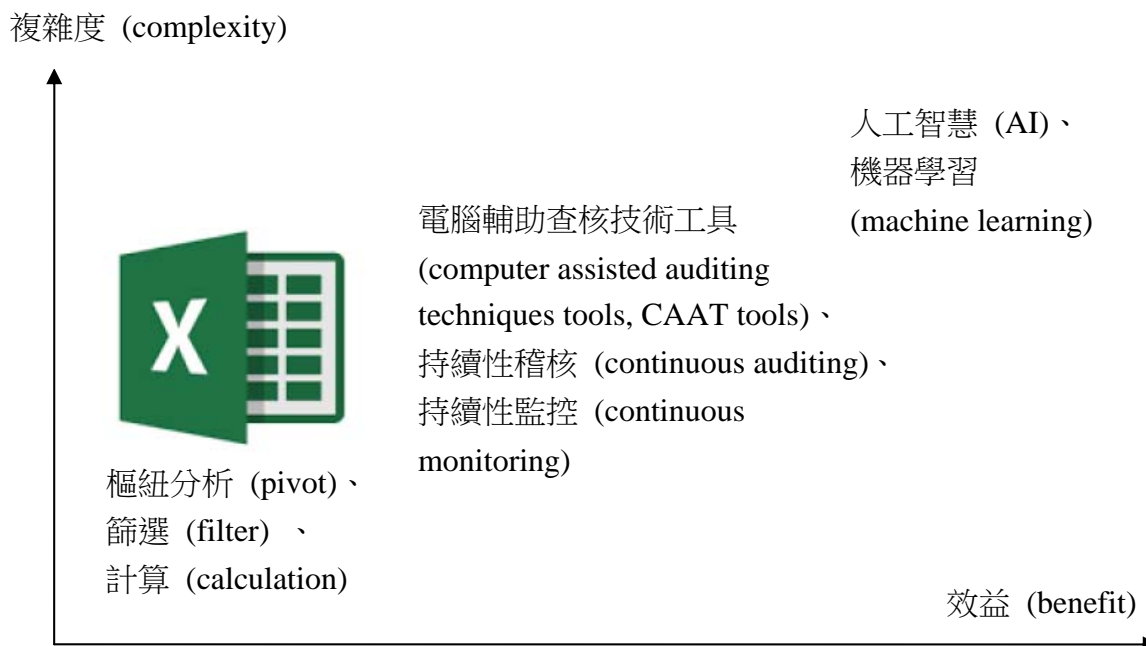 複雜度 (complexity)
人工智慧 (AI)、
機器學習
(machine learning)
電腦輔助查核技術工具
(computer assisted auditing
techniques tools, CAAT tools)、
持續性稽核 (continuous auditing)、
持續性監控 (continuous
monitoring)
X
樞紐分析 (pivot)、
篩選 (filter) 、
計算 (calculation)
效益 (benefit)